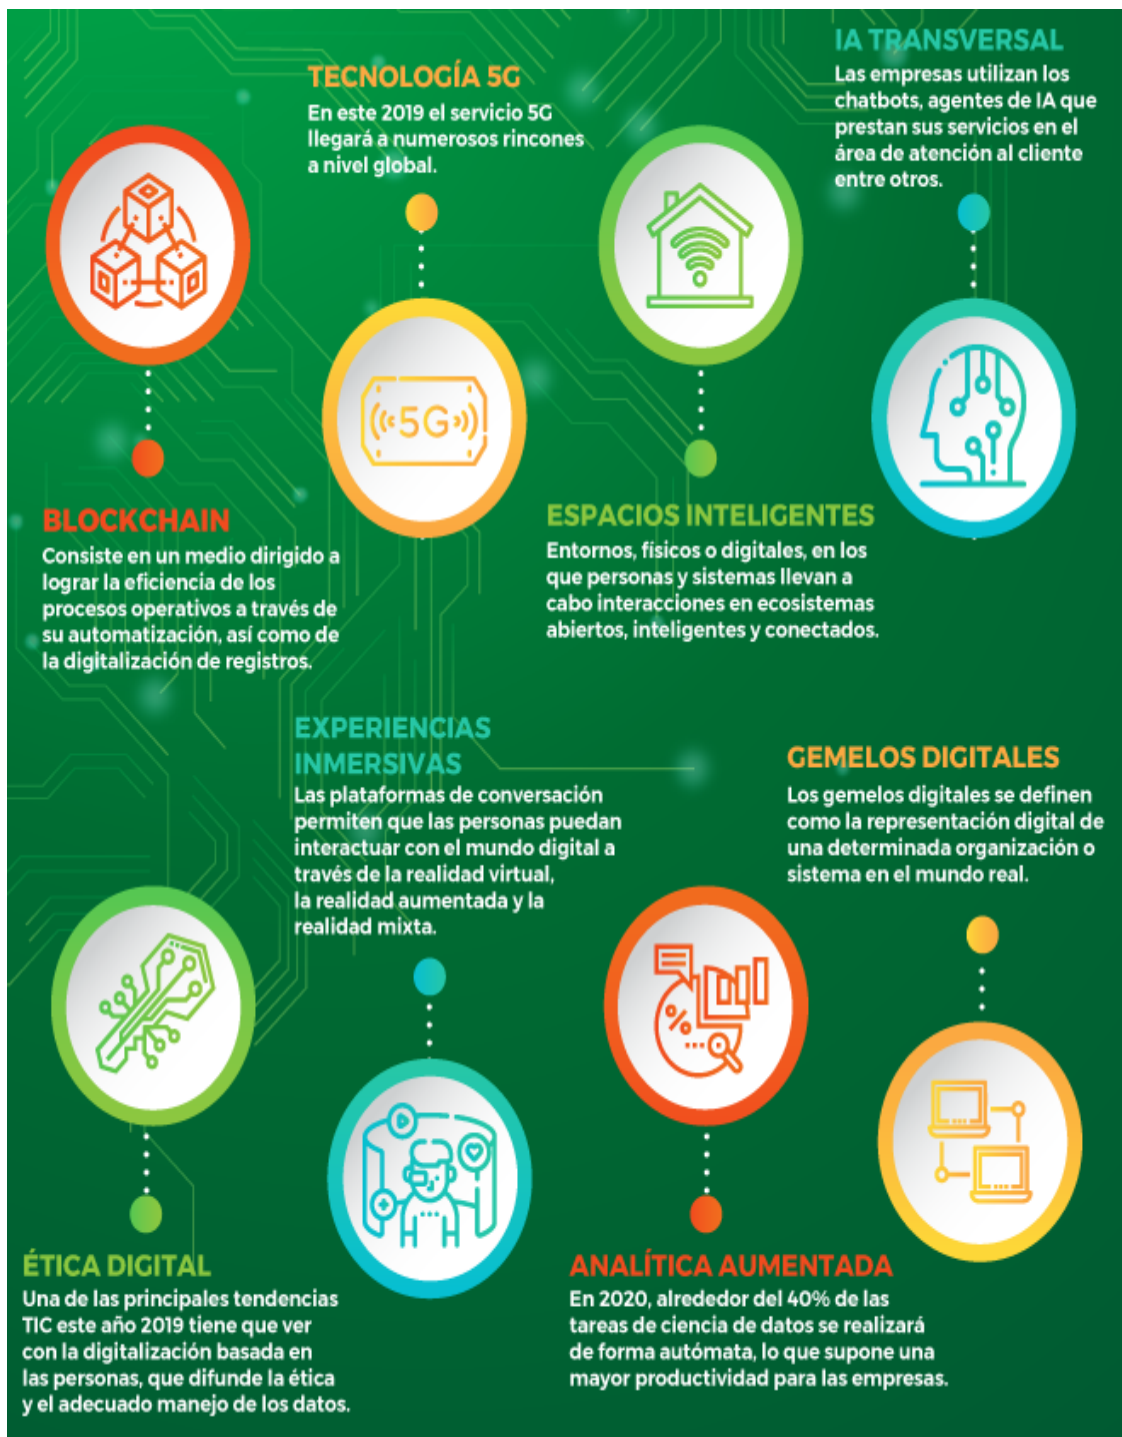 IA TRANSVERSAL
Las empresas utilizan los
chatbots, agentes de IA que
prestan sus servicios en el
área de atención al cliente
entre otros.
TECNOLOGÍA 5G
En este 2019 el servicio 5G
llegará a numerosos rincones
a nivel global.
5G
BLOCKCHAIN
Consiste en un medio dirigido a
lograr la eficiencia de los
procesos operativos a través de
su automatización, así como de
la digitalización de registros.
ESPACIOS INTELIGENTES
Entornos, físicos o digitales, en los
que personas y sistemas llevan a
cabo interacciones en ecosistemas
abiertos, inteligentes y conectados.
EXPERIENCIAS
INMERSIVAS
Las plataformas de conversación
permiten que las personas puedan
interactuar con el mundo digital a
través de la realidad virtual,
la realidad aumentada y la
realidad mixta.
GEMELOS DIGITALES
Los gemelos digitales se definen
como la representación digital de
una determinada organización o
sistema en el mundo real.
%
ÉTICA DIGITAL
Una de las principales tendencias
TIC este año 2019 tiene que ver
con la digitalización basada en
las personas, que difunde la ética
y el adecuado manejo de los datos.
ANALÍTICA AUMENTADA
En 2020, alrededor del 40% de las
tareas de ciencia de datos se realizará
de forma autómata, lo que supone una
mayor productividad para las empresas.